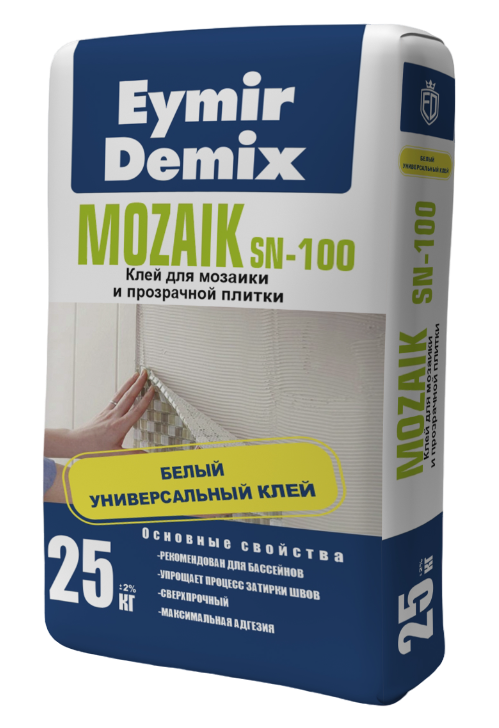 Eymir
Demix
MOZAIK SN-100
Клей для мозаики
и прозрачной плитки
БЕЛЫЙ
УНИВЕРСАЛЬНЫЙ КЛЕЙ
Основные свойства
-РЕКОМЕНДОВАН ДЛЯ БАССЕЙНОВ
-УПРОЩАЕТ ПРОЦЕСС ЗАТИРКИ ШВОВ
-СВЕРХПРОЧНЫЙ
-МАКСИМАЛЬНАЯ АДГЕЗИЯ
25 ±2% КГ
ED
БЕЛЫЙ
УНИВЕРСАЛЬНЫЙ КЛЕЙ
MOZAIK SN-100
Клей для мозаики
и прозрачной плитки
25 ±2% КГ